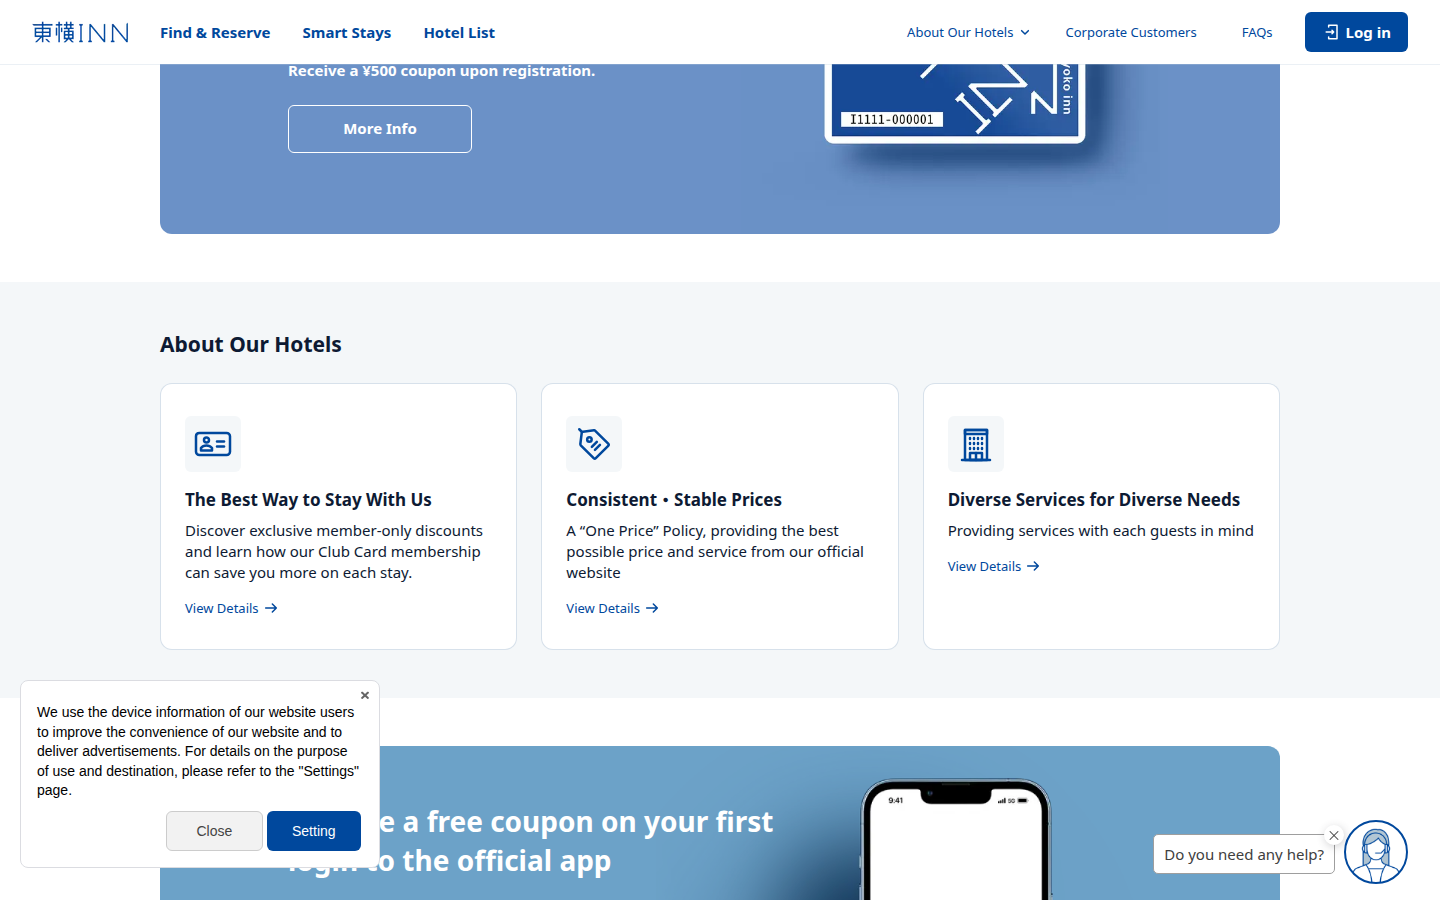 東横INN
Find & Reserve
Smart Stays
Hotel List
About Our Hotels
Corporate Customers
FAQs
Log in
Receive a ¥500 coupon upon registration.
More Info
INN
yoko inn
I1111-000001
About Our Hotels
The Best Way to Stay With Us
Discover exclusive member-only discounts
and learn how our Club Card membership
can save you more on each stay.
View Details
Consistent・Stable Prices
A “One Price” Policy, providing the best
possible price and service from our official
website
View Details
Diverse Services for Diverse Needs
Providing services with each guests in mind
View Details
We use the device information of our website users
to improve the convenience of our website and to
deliver advertisements. For details on the purpose
of use and destination, please refer to the "Settings"
page.
Close
Setting
e a free coupon on your first
login to the official app
9:41
5G
Do you need any help?